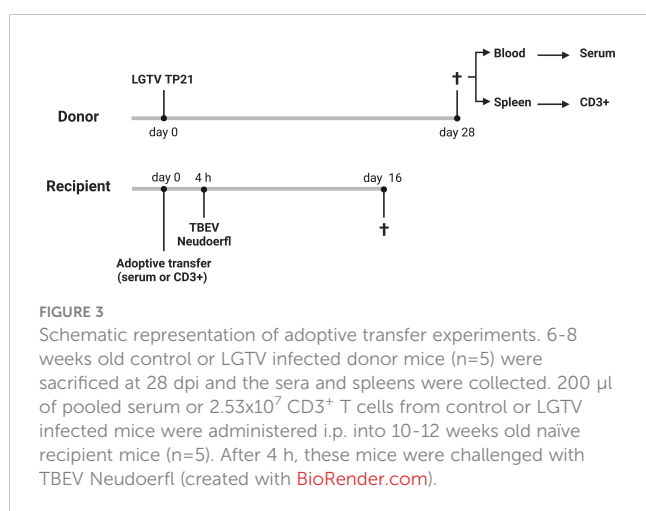 Blood
Serum
LGTV TP21
†
Spleen
CD3+
Donor
day 0
day 28
Recipient
day 0
4 h
day 16
TBEV
Neudoerfl
†
Adoptive transfer
(serum or CD3+)
FIGURE 3
Schematic representation of adoptive transfer experiments. 6-8
weeks old control or LGTV infected donor mice (n=5) were
sacrificed at 28 dpi and the sera and spleens were collected. 200 µl
of pooled serum or 2.53x10⁷ CD3⁺ T cells from control or LGTV
infected mice were administered i.p. into 10-12 weeks old naïve
recipient mice (n=5). After 4 h, these mice were challenged with
TBEV Neudoerfl (created with BioRender.com).